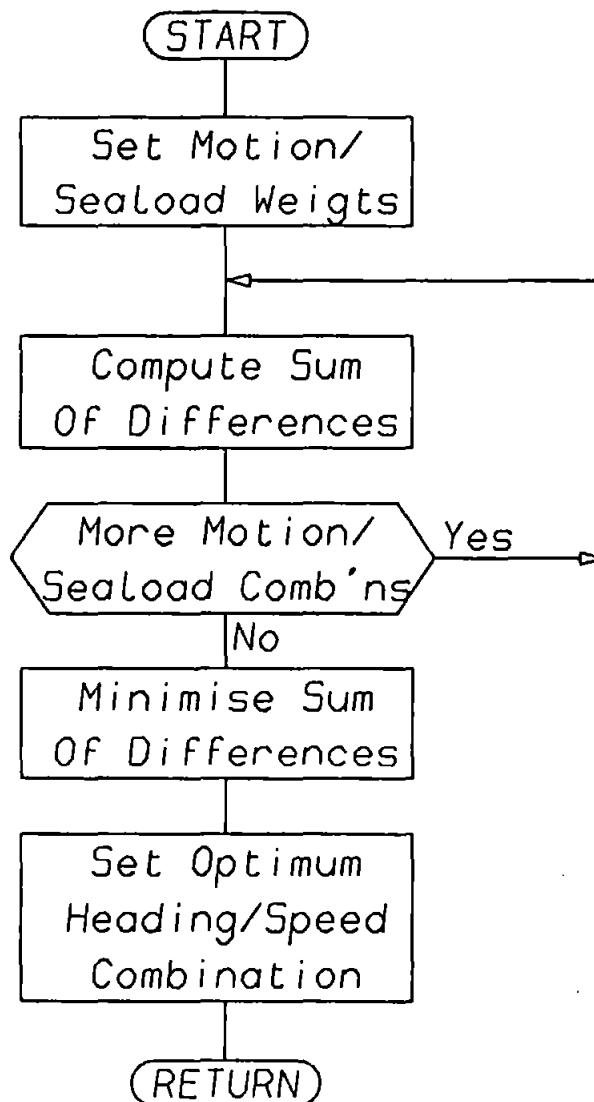 START
Set Motion/
Seaload Weigts
Compute Sum
Of Differences
More Motion/
Seaload Comb'ns
Yes
No
Minimise Sum
Of Differences
Set Optimum
Heading/Speed
Combination
RETURN